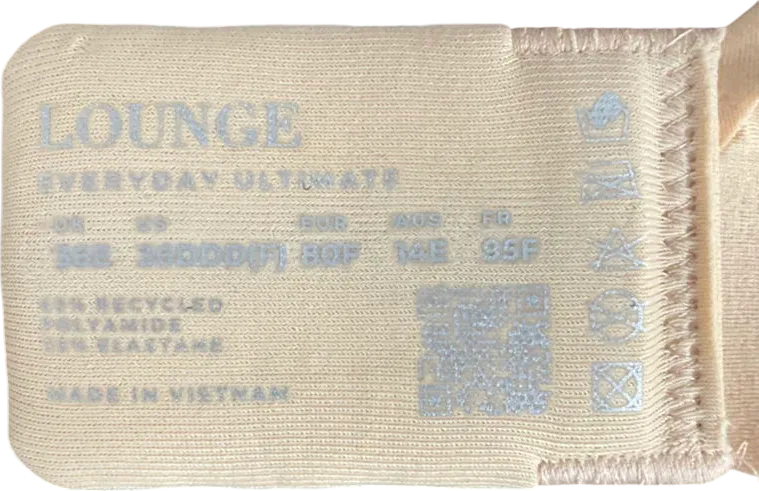 LOUNGE
EVERYDAY ULTIMATE
UK US EUR AUS FR
36E 36DDD(F) 80F 14E 95F
RECYCLED
POLYAMIDE
ELASTANE
MADE IN VIETNAM